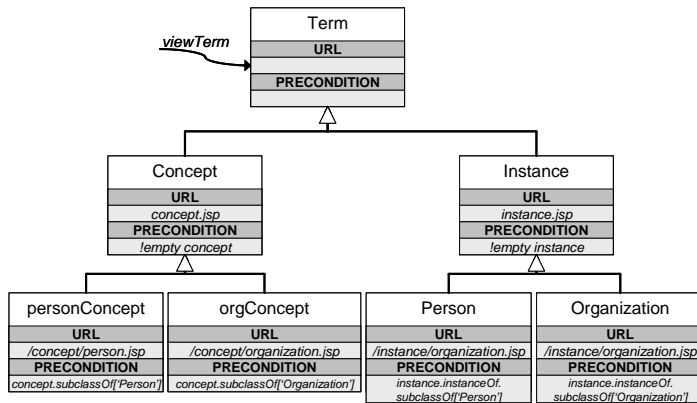 Term
viewTerm
URL
PRECONDITION
Concept
URL
concept.jsp
PRECONDITION
!empty concept
Instance
URL
instance.jsp
PRECONDITION
!empty instance
personConcept
URL
/concept/person.jsp
PRECONDITION
concept.subclassOf['Person']
orgConcept
URL
/concept/organization.jsp
PRECONDITION
concept.subclassOf['Organization']
Person
URL
/instance/organization.jsp
PRECONDITION
instance.instanceOf.
subclassOf['Person']
Organization
URL
/instance/organization.jsp
PRECONDITION
instance.instanceOf.
subclassOf['Organization']